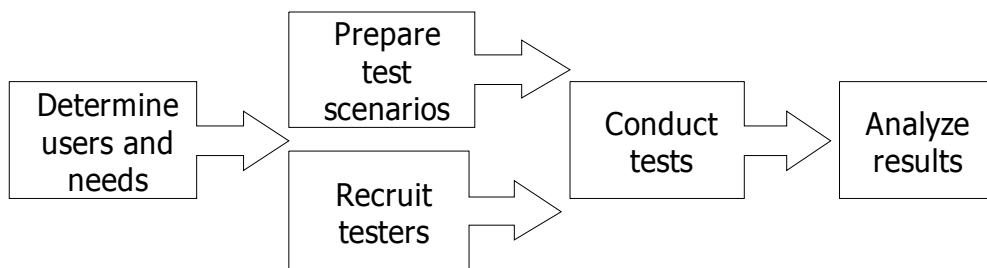 Determine
users and
needs
Prepare
test
scenarios
Recruit
testers
Conduct
tests
Analyze
results